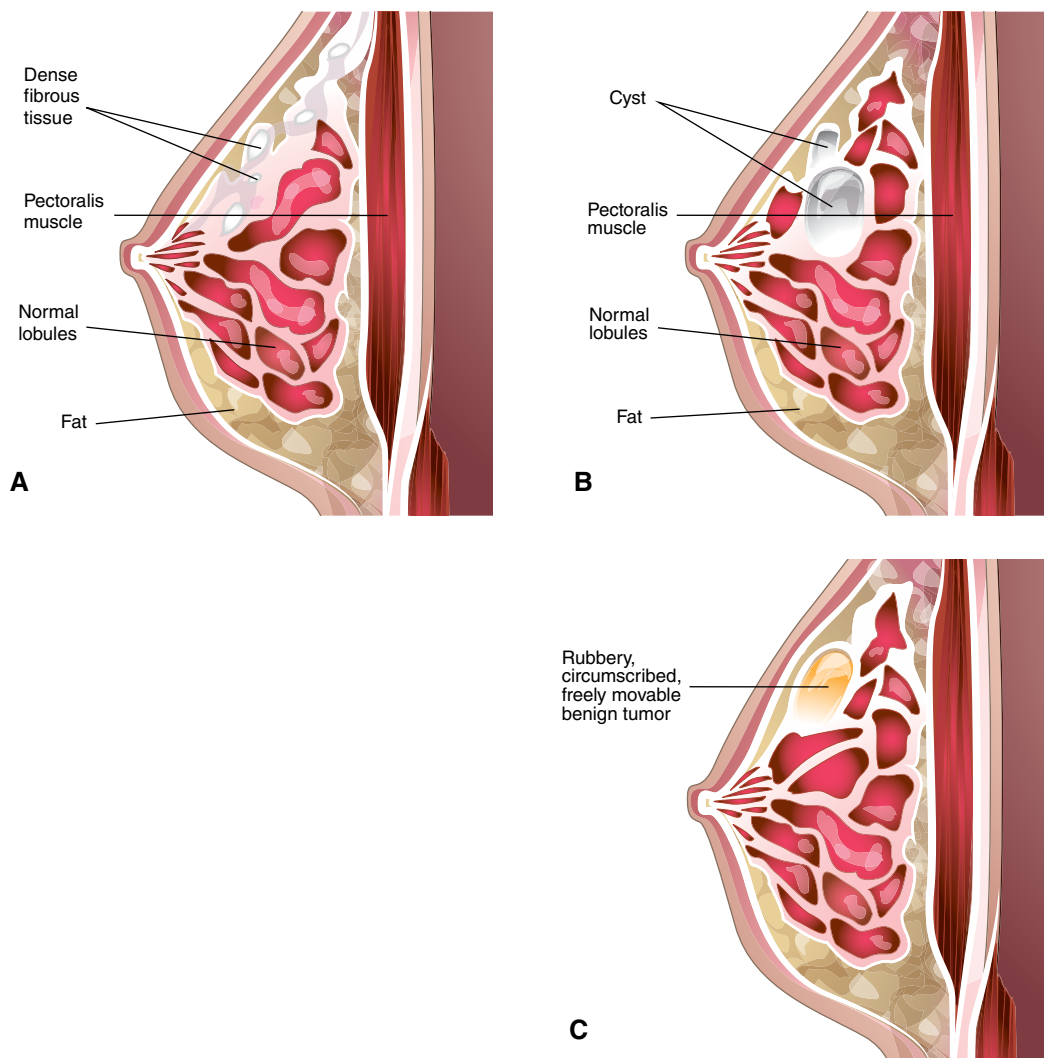 Dense
fibrous
tissue
Pectoralis
muscle
Normal
lobules
Fat
A
Cyst
Pectoralis
muscle
Normal
lobules
Fat
B
Rubbery,
circumscribed,
freely movable
benign tumor
C